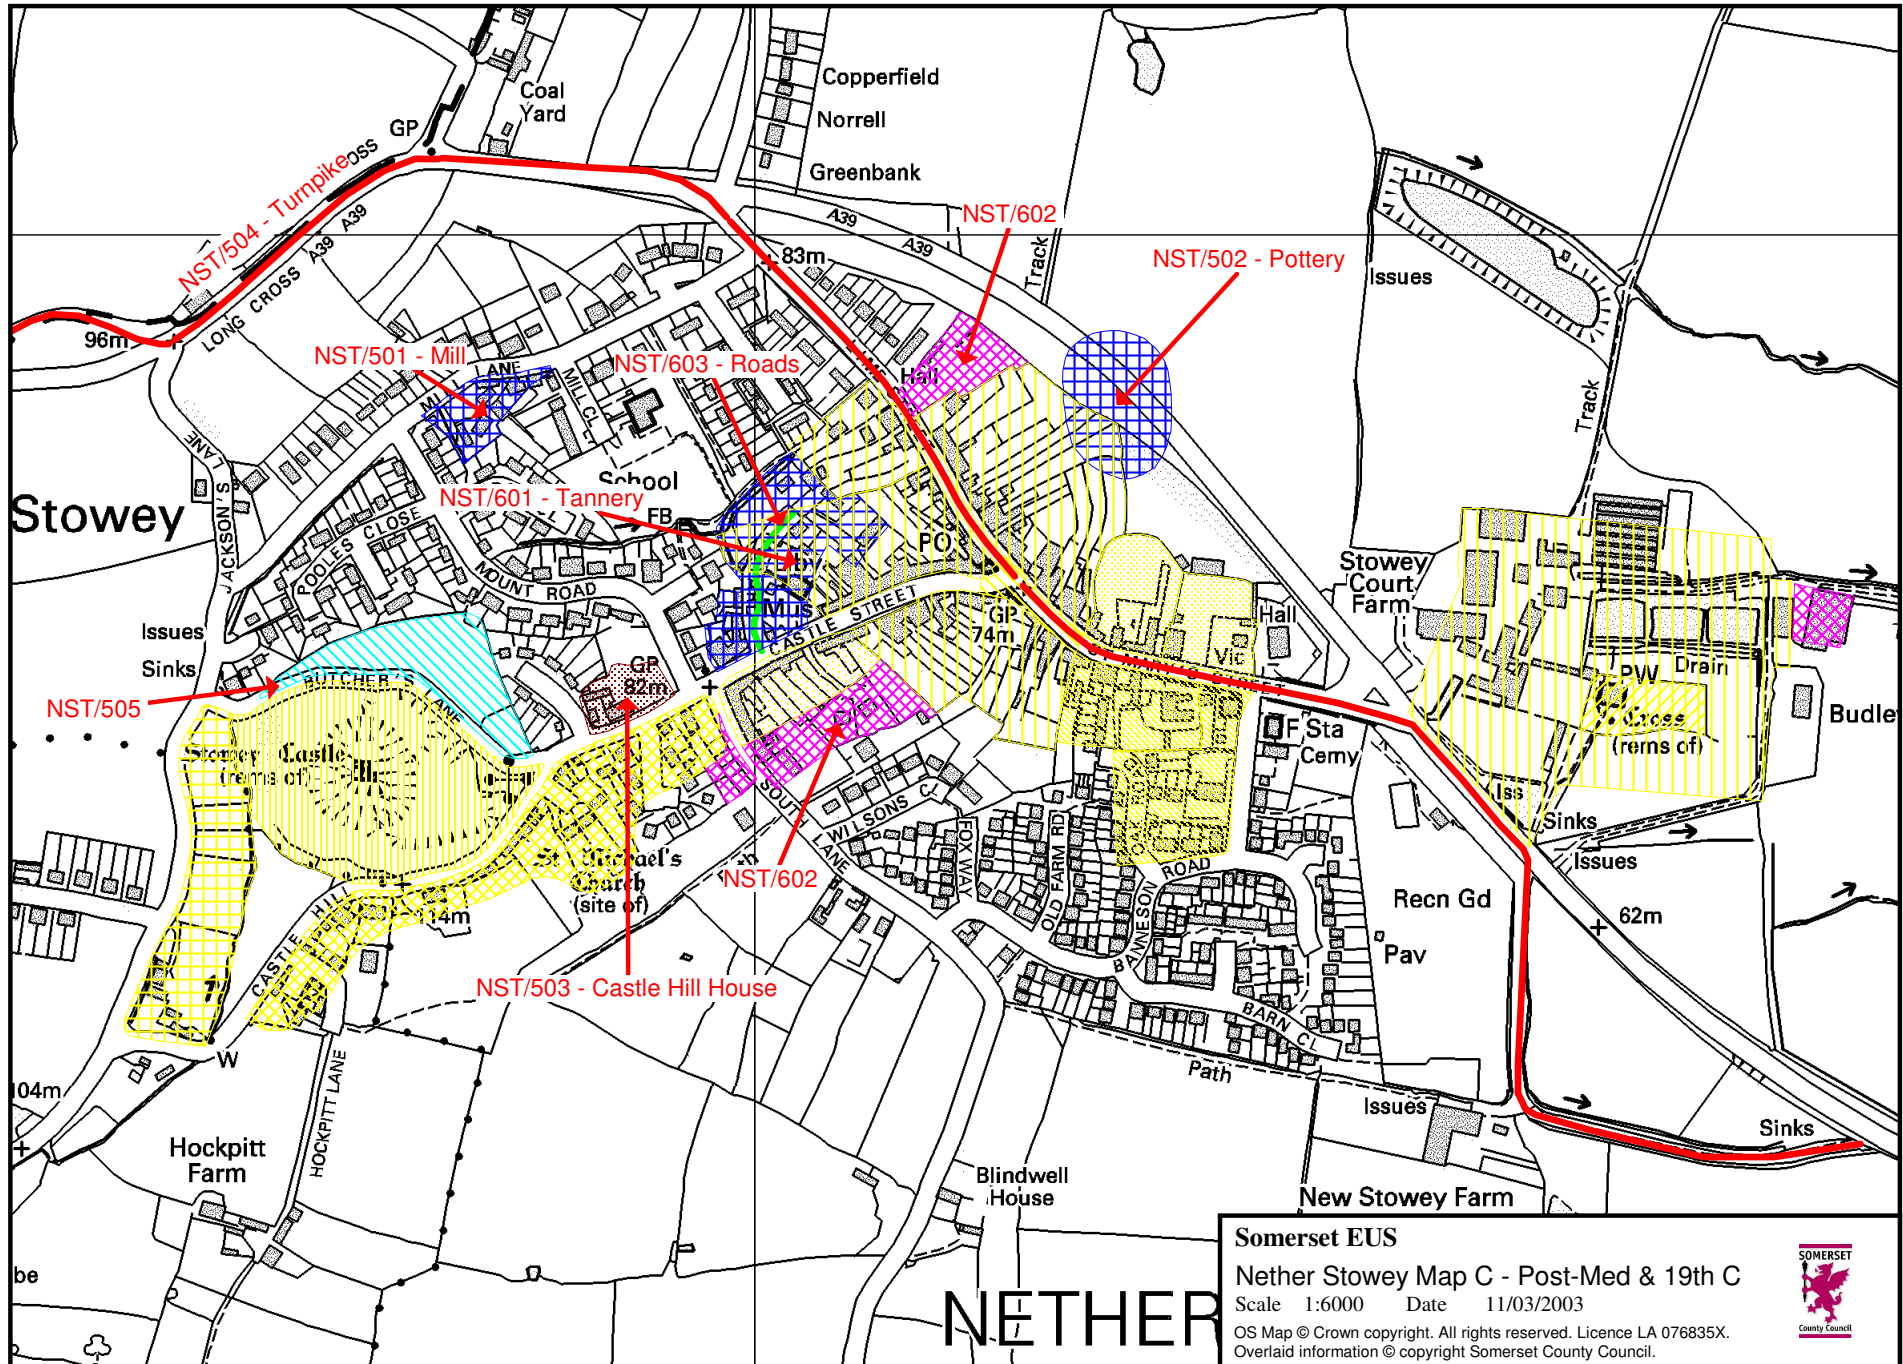 Coal
Yard
Copperfield
Norrell
Greenbank
GP
NST/504 - Turnpike
oss
A39
A39
LONG CROSS
A39
A39
96m
83m
Track
NST/602
NST/502 - Pottery
Issues
Track
NST/501 - Mill
LANE
MILL CL
NST/603 - Roads
Hall
JACKSON'S LANE
Stowey
School
NST/601 - Tannery
FB
POOLES CLOSE
MOUNT ROAD
PO
Mus
CASTLE STREET
GP
74m
Stowey
Court
Farm
Hall
Vic
Issues
Sinks
BUTCHER'S LANE
GP
82m
NST/505
Stowey Castle
(rems of)
PW
Drain
Cross
(rems of)
Budle
F Sta
Cemy
Iss
Sinks
Issues
SOUTH LANE
WILSONS CL
FOX WAY
OLD FARM RD
BANNESON ROAD
St Michael's
Church
(site of)
NST/602
CASTLE HILL
114m
Recn Gd
62m
Pav
NST/503 - Castle Hill House
BARN CL
W
Path
104m
HOCKPITT LANE
Issues
Sinks
Hockpitt
Farm
Blindwell
House
New Stowey Farm
be
NETHER
Somerset EUS
Nether Stowey Map C - Post-Med & 19th C
Scale 1:6000 Date 11/03/2003
OS Map © Crown copyright. All rights reserved. Licence LA 076835X.
Overlaid information © copyright Somerset County Council.
SOMERSET
County Council